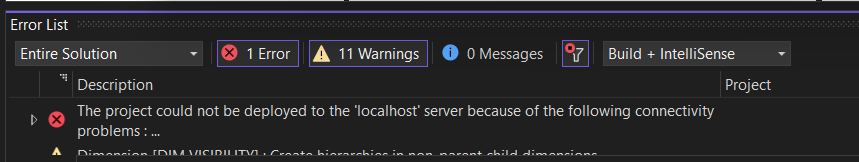 Error List
Entire Solution 1 Error 11 Warnings 0 Messages Build + IntelliSense
Description Project
The project could not be deployed to the 'localhost' server because of the following connectivity
problems : ...
Dimension [DIM VISIBILITY] : Create hierarchies in non-parent child dimensions.